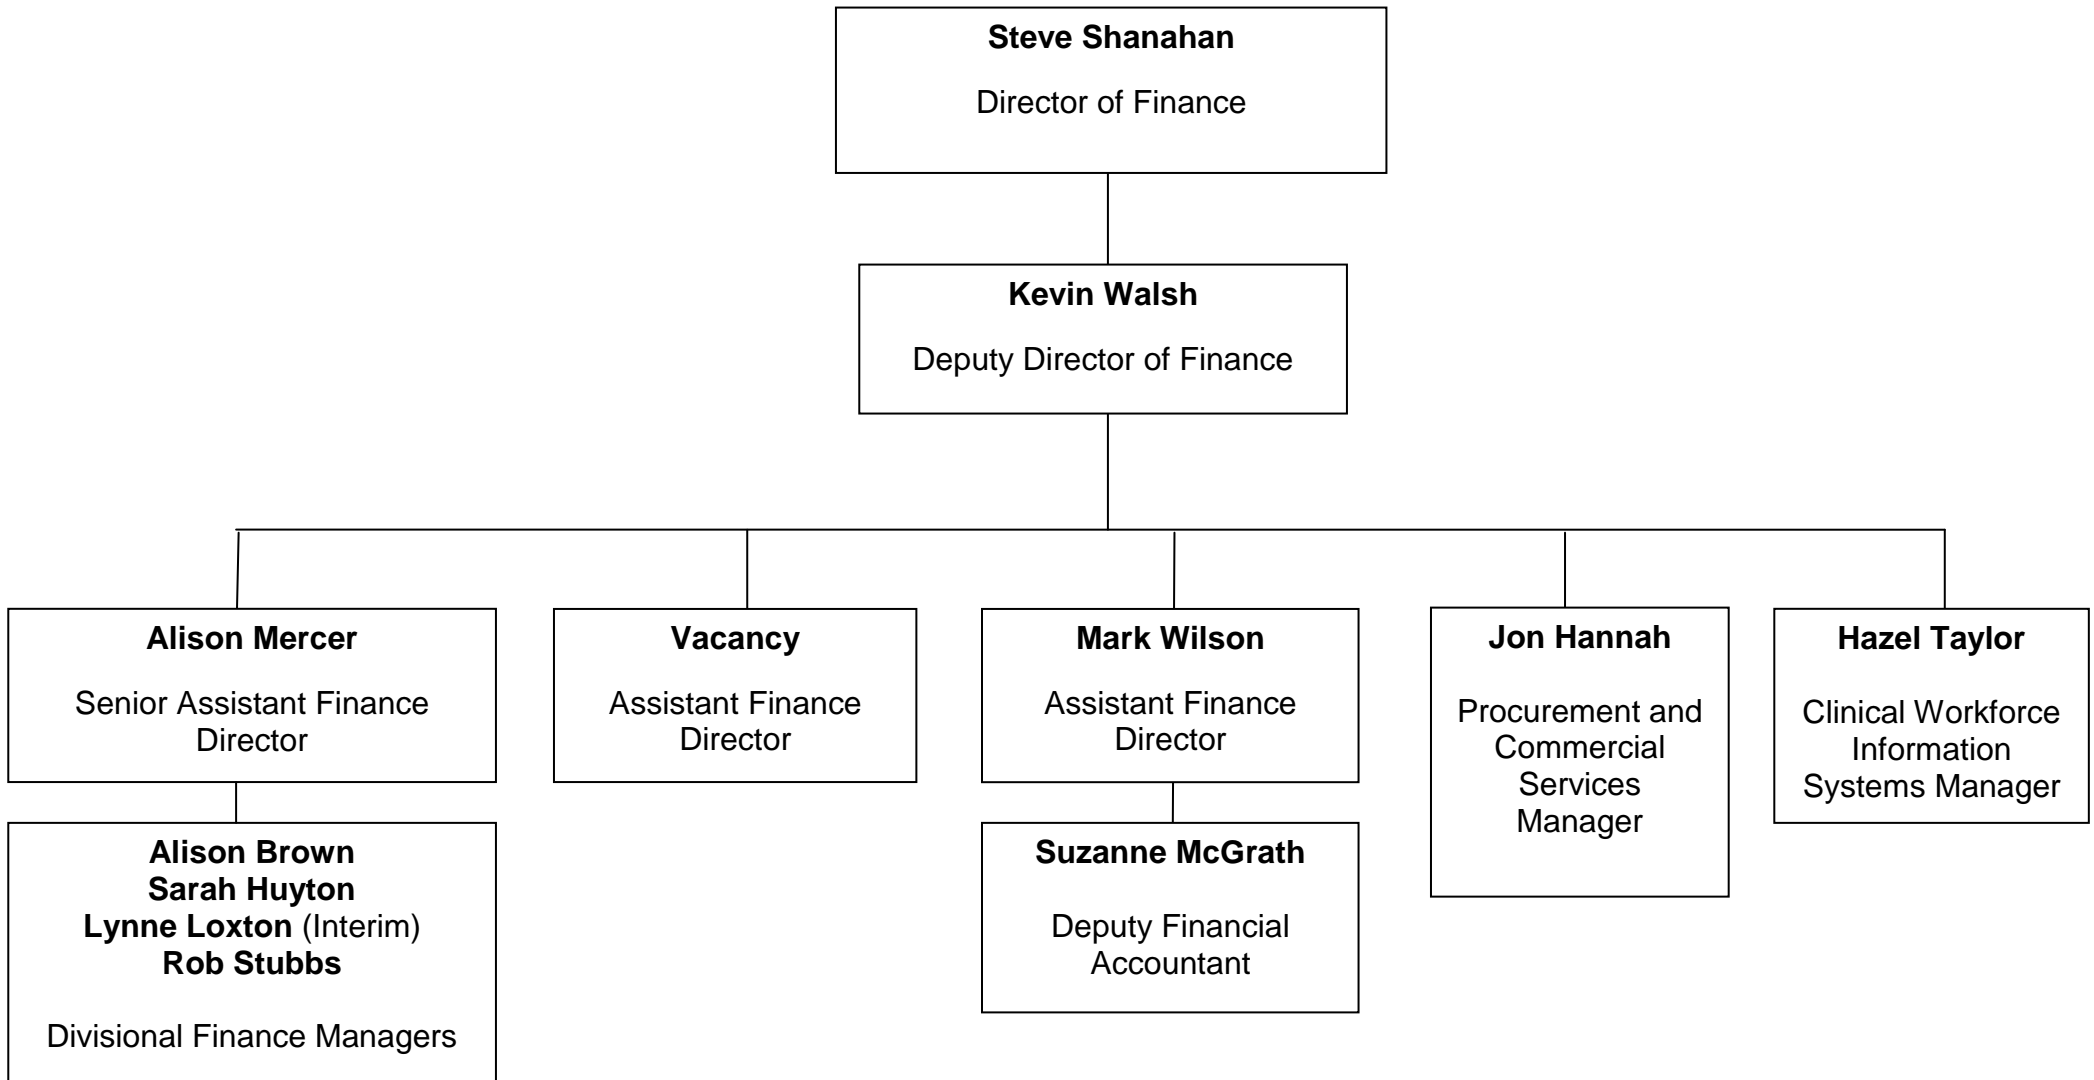 Steve Shanahan
Director of Finance
Kevin Walsh
Deputy Director of Finance
Alison Mercer
Senior Assistant Finance
Director
Vacancy
Assistant Finance
Director
Mark Wilson
Assistant Finance
Director
Jon Hannah
Procurement and
Commercial
Services
Manager
Hazel Taylor
Clinical Workforce
Information
Systems Manager
Alison Brown
Sarah Huyton
Lynne Loxton (Interim)
Rob Stubbs
Divisional Finance Managers
Suzanne McGrath
Deputy Financial
Accountant